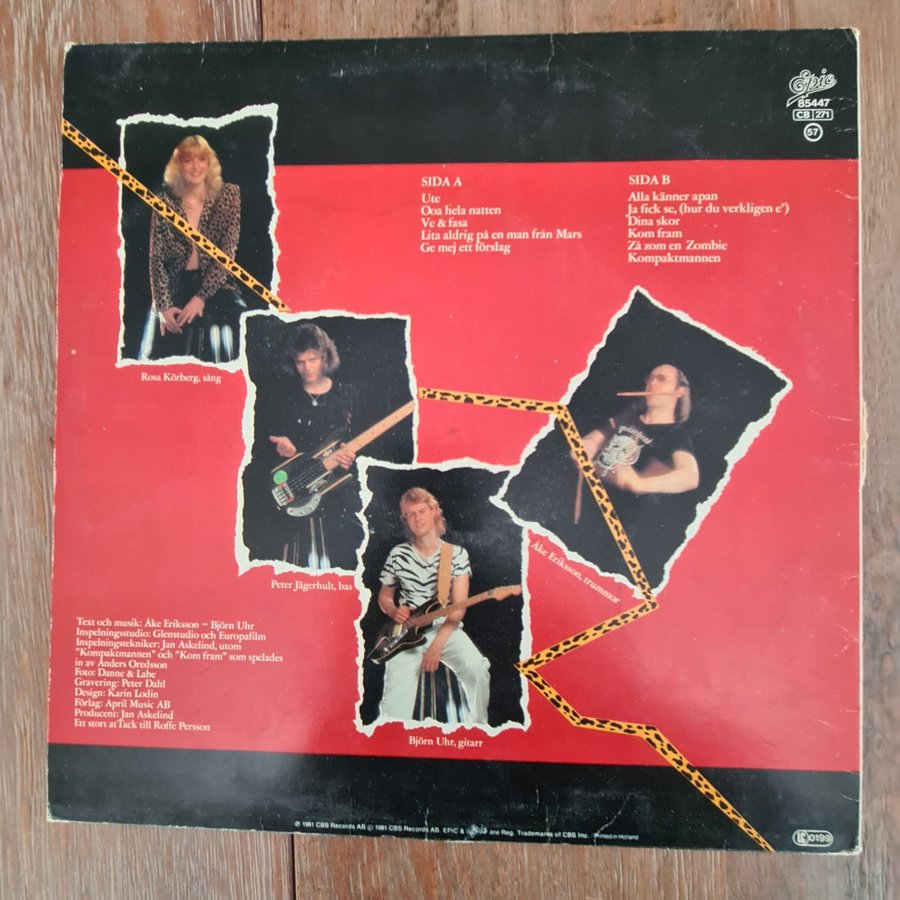 Epic
85447
CB 271
57
SIDA A
Ute
Ooa hela natten
Ve & fasa
Lita aldrig på en man från Mars
Ge mej ett förslag
SIDA B
Alla känner apan
Ja fick se, (hur du verkligen e')
Dina skor
Kom fram
Zå zom en Zombie
Kompaktmannen
Rosa Körberg, sång
Peter Jägerhult, bas
Åke Eriksson, trummor
Björn Uhr, gitarr
Text och musik: Åke Eriksson – Björn Uhr
Inspelningsstudio: Glenstudio och Europafilm
Inspelningstekniker: Jan Askelind, utom
"Kompaktmannen" och "Kom fram" som spelades
in av Anders Oredsson
Foto: Danne & Labe
Gravering: Peter Dahl
Design: Karin Lodin
Förlag: April Music AB
Producent: Jan Askelind
Ett stort atTack till Roffe Persson
℗ 1981 CBS Records AB © 1981 CBS Records AB. EPIC & Epic are Reg. Trademarks of CBS Inc. Printed in Holland
LC 0199